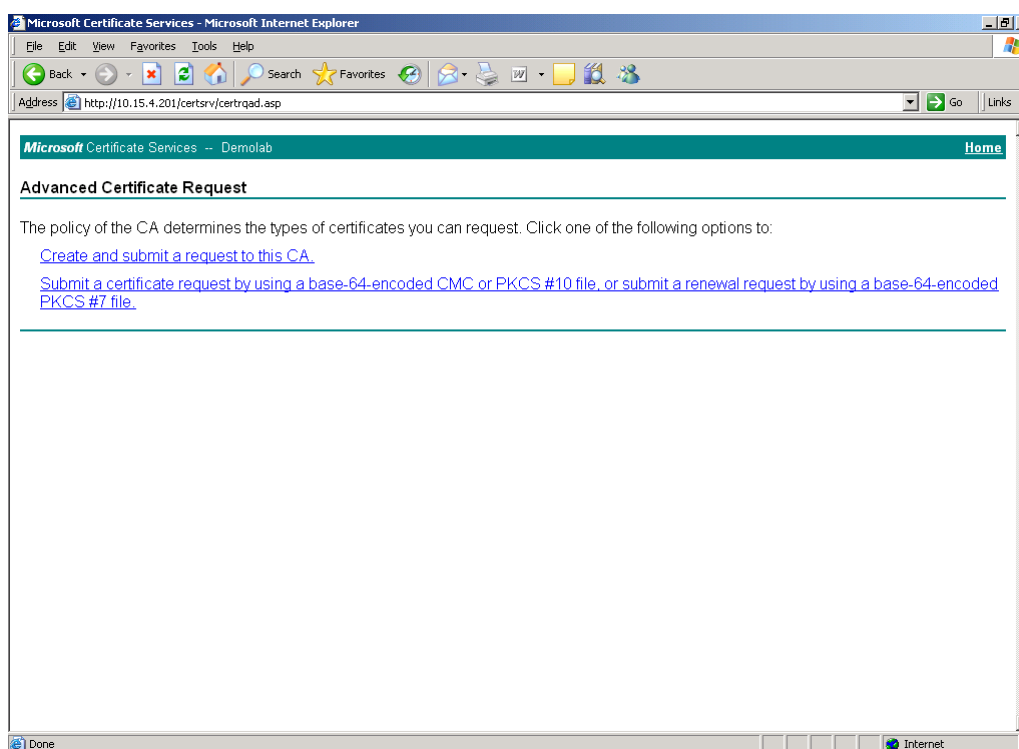 Microsoft Certificate Services - Microsoft Internet Explorer
File Edit View Favorites Tools Help
Back Search Favorites
Address http://10.15.4.201/certsrv/certrqad.asp Go Links
Microsoft Certificate Services -- Demolab Home
Advanced Certificate Request
The policy of the CA determines the types of certificates you can request. Click one of the following options to:
Create and submit a request to this CA.
Submit a certificate request by using a base-64-encoded CMC or PKCS #10 file, or submit a renewal request by using a base-64-encoded
PKCS #7 file.
Done Internet